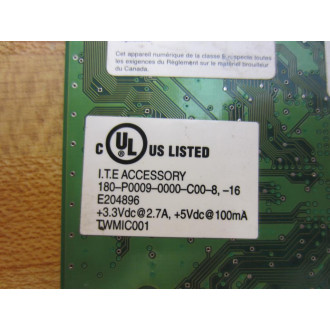 Cet appareil numérique de la classe B respecte toutes
les exigences du Règlement sur le matériel brouilleur
du Canada.
C UL US LISTED
I.T.E ACCESSORY
180-P0009-0000-C00-8, -16
E204896
+3.3Vdc@2.7A, +5Vdc@100mA
TWMIC001